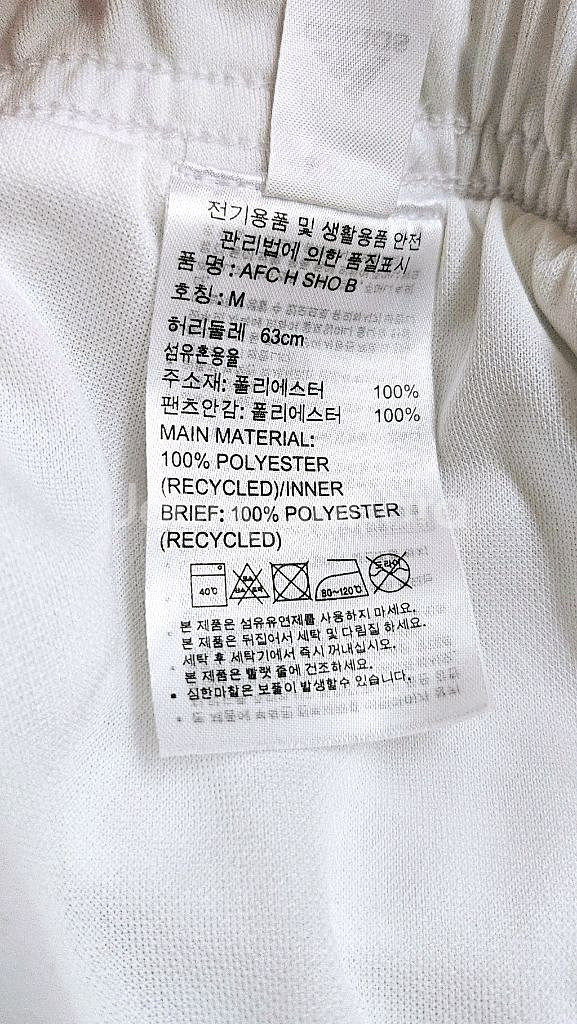 전기용품 및 생활용품 안전
관리법에 의한 품질표시
품 명 : AFC H SHO B
호칭 : M
허리둘레 63cm
섬유혼용율
주소재: 폴리에스터 100%
팬츠안감: 폴리에스터 100%
MAIN MATERIAL:
100% POLYESTER
(RECYCLED)/INNER
BRIEF: 100% POLYESTER
(RECYCLED)
40℃ 80~120℃ 드라이
본 제품은 섬유유연제를 사용하지 마세요.
본 제품은 뒤집어서 세탁 및 다림질 하세요.
세탁 후 세탁기에서 즉시 꺼내십시오.
본 제품은 빨랫 줄에 건조하세요.
▪ 심한마찰은 보풀이 발생할수 있습니다.